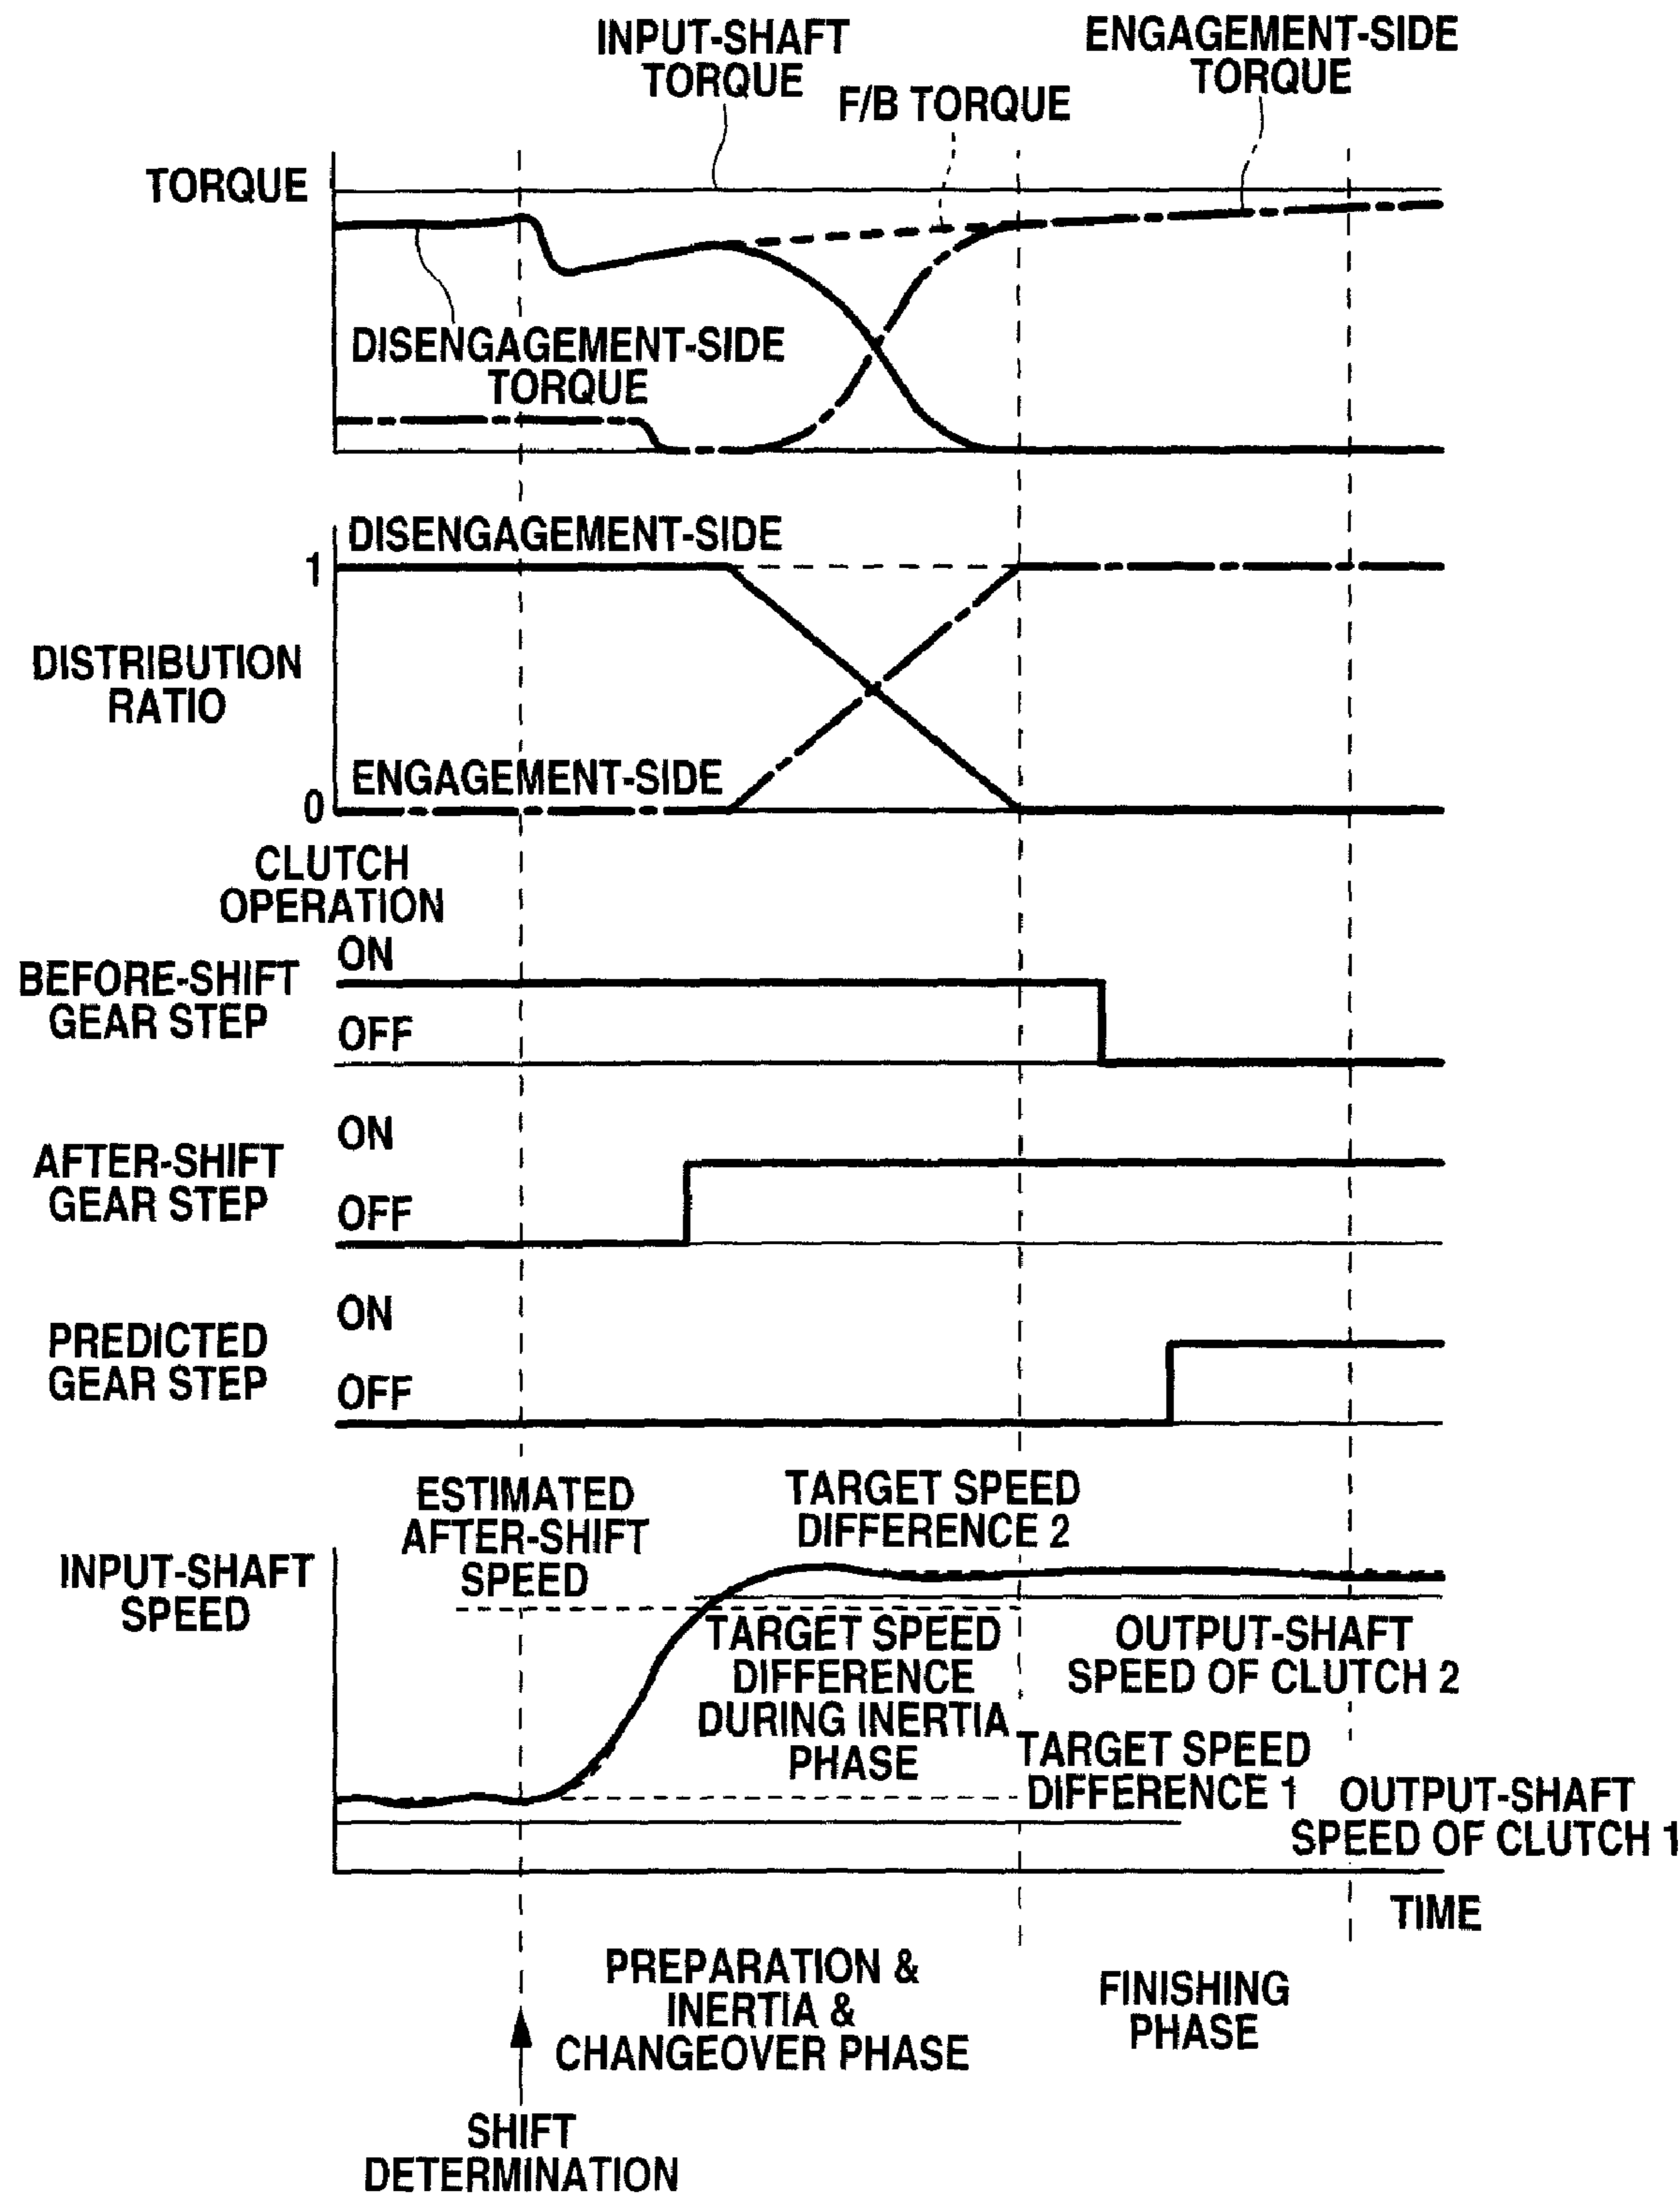 INPUT-SHAFT
TORQUE
F/B TORQUE
ENGAGEMENT-SIDE
TORQUE
TORQUE
DISENGAGEMENT-SIDE
TORQUE
DISENGAGEMENT-SIDE
1
DISTRIBUTION
RATIO
ENGAGEMENT-SIDE
0
CLUTCH
OPERATION
BEFORE-SHIFT
GEAR STEP
ON
OFF
AFTER-SHIFT
GEAR STEP
ON
OFF
PREDICTED
GEAR STEP
ON
OFF
INPUT-SHAFT
SPEED
ESTIMATED
AFTER-SHIFT
SPEED
TARGET SPEED
DIFFERENCE 2
TARGET SPEED
DIFFERENCE
DURING INERTIA
PHASE
OUTPUT-SHAFT
SPEED OF CLUTCH 2
TARGET SPEED
DIFFERENCE 1
OUTPUT-SHAFT
SPEED OF CLUTCH 1
TIME
PREPARATION &
INERTIA &
CHANGEOVER PHASE
FINISHING
PHASE
SHIFT
DETERMINATION